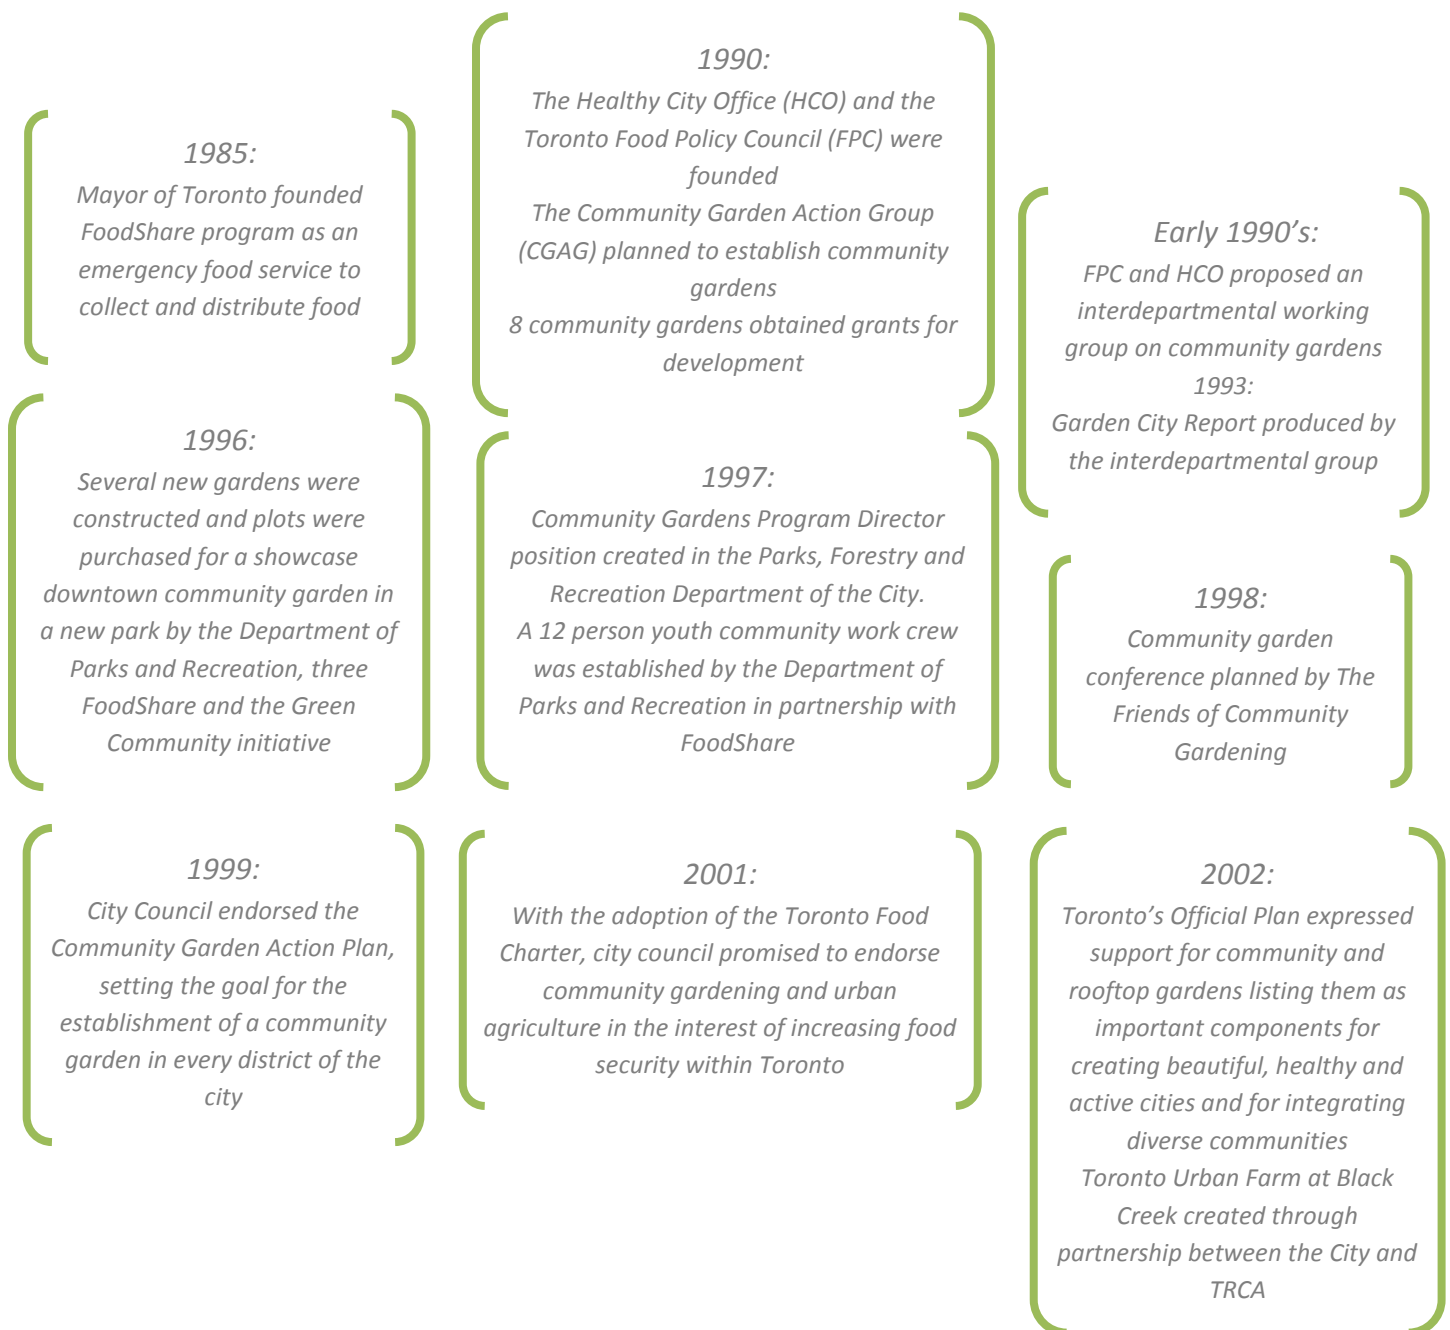 1985:
Mayor of Toronto founded
FoodShare program as an
emergency food service to
collect and distribute food
1990:
The Healthy City Office (HCO) and the
Toronto Food Policy Council (FPC) were
founded
The Community Garden Action Group
(CGAG) planned to establish community
gardens
8 community gardens obtained grants for
development
Early 1990’s:
FPC and HCO proposed an
interdepartmental working
group on community gardens
1993:
Garden City Report produced by
the interdepartmental group
1996:
Several new gardens were
constructed and plots were
purchased for a showcase
downtown community garden in
a new park by the Department of
Parks and Recreation, three
FoodShare and the Green
Community initiative
1997:
Community Gardens Program Director
position created in the Parks, Forestry and
Recreation Department of the City.
A 12 person youth community work crew
was established by the Department of
Parks and Recreation in partnership with
FoodShare
1998:
Community garden
conference planned by The
Friends of Community
Gardening
1999:
City Council endorsed the
Community Garden Action Plan,
setting the goal for the
establishment of a community
garden in every district of the
city
2001:
With the adoption of the Toronto Food
Charter, city council promised to endorse
community gardening and urban
agriculture in the interest of increasing food
security within Toronto
2002:
Toronto’s Official Plan expressed
support for community and
rooftop gardens listing them as
important components for
creating beautiful, healthy and
active cities and for integrating
diverse communities
Toronto Urban Farm at Black
Creek created through
partnership between the City and
TRCA